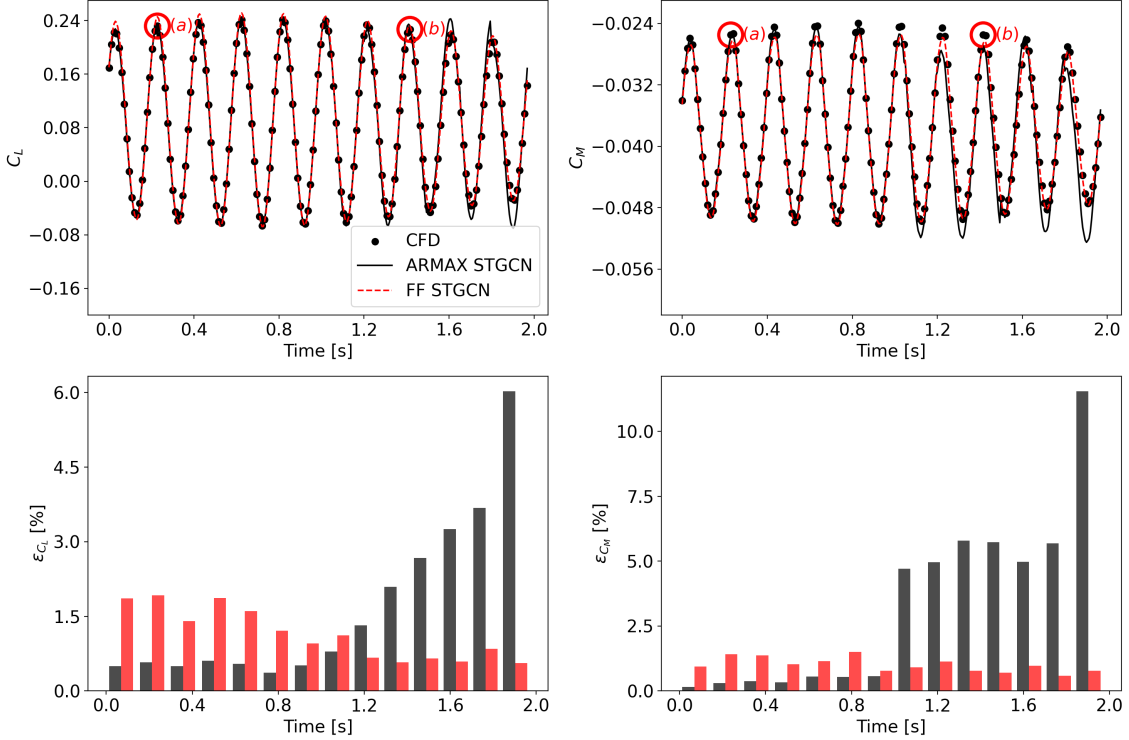 0.24
0.16
0.08
0.00
−0.08
−0.16
C_L
(a)
(b)
CFD
ARMAX STGCN
FF STGCN
0.0 0.4 0.8 1.2 1.6 2.0
Time [s]
−0.024
−0.032
−0.040
−0.048
−0.056
C_M
(a)
(b)
0.0 0.4 0.8 1.2 1.6 2.0
Time [s]
6.0
4.5
3.0
1.5
0.0
ε_{C_L} [%]
0.0 0.4 0.8 1.2 1.6 2.0
Time [s]
10.0
7.5
5.0
2.5
0.0
ε_{C_M} [%]
0.0 0.4 0.8 1.2 1.6 2.0
Time [s]